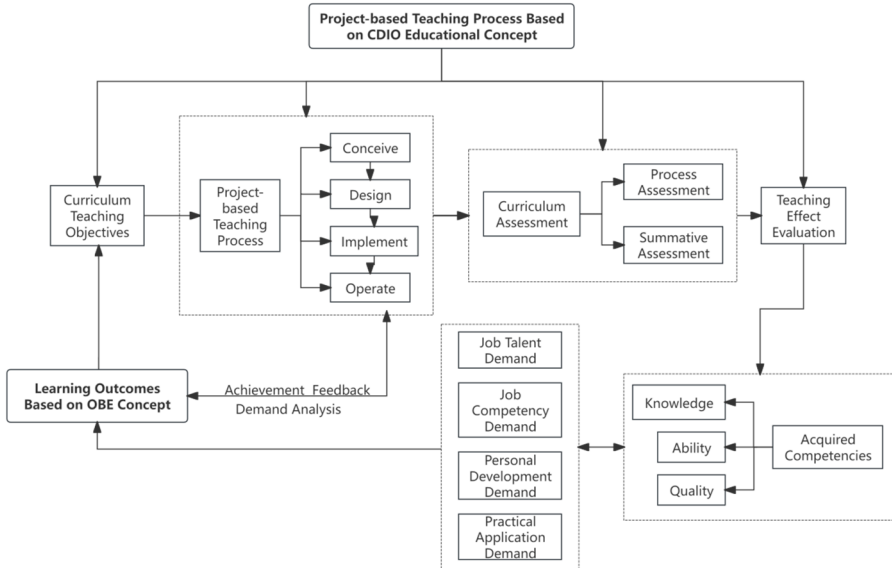 Project-based Teaching Process Based
on CDIO Educational Concept
Curriculum
Teaching
Objectives
Project-
based
Teaching
Process
Conceive
Design
Implement
Operate
Curriculum
Assessment
Process
Assessment
Summative
Assessment
Teaching
Effect
Evaluation
Learning Outcomes
Based on OBE Concept
Achievement Feedback
Demand Analysis
Job Talent
Demand
Job
Competency
Demand
Personal
Development
Demand
Practical
Application
Demand
Knowledge
Ability
Quality
Acquired
Competencies